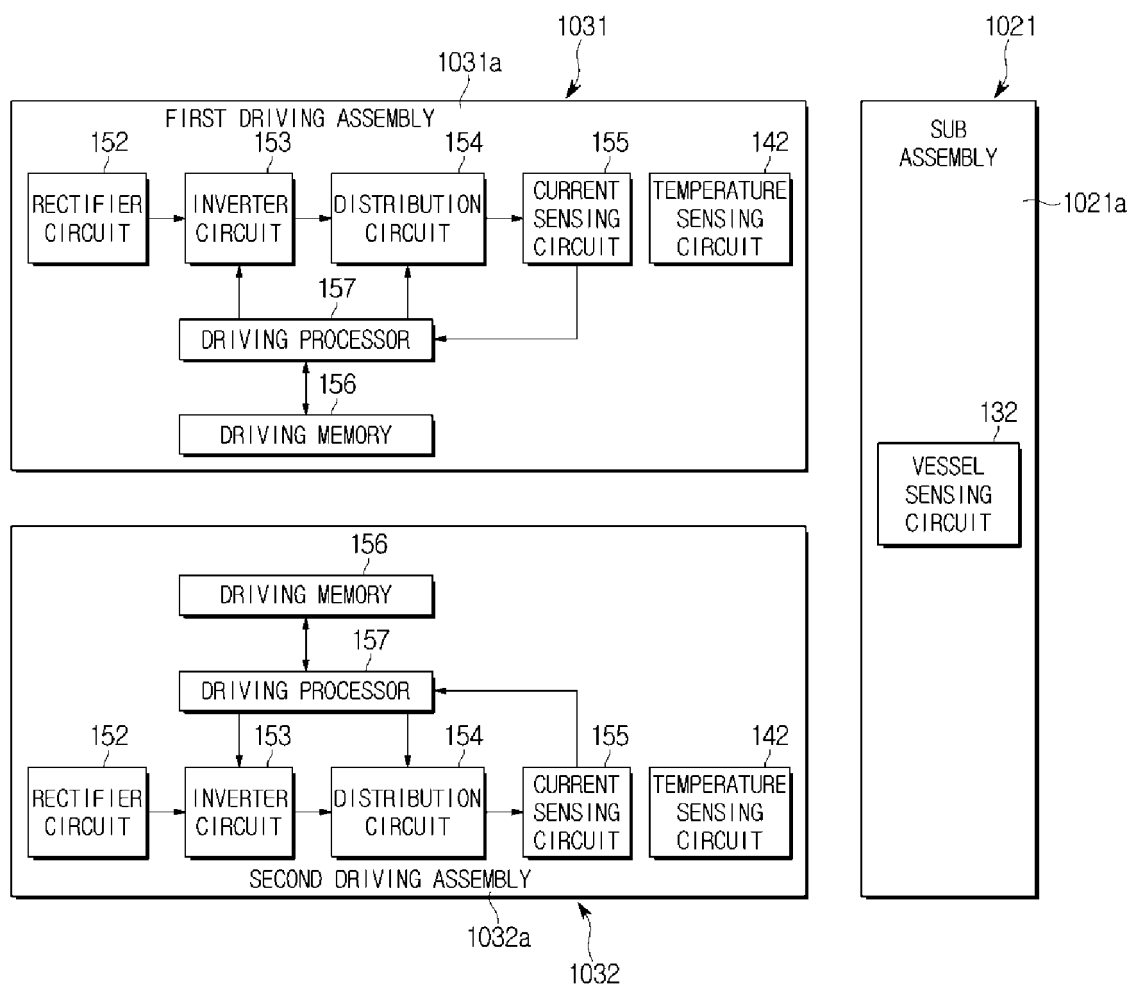 1031
1021
1031a
FIRST DRIVING ASSEMBLY
152
153
154
155
142
RECTIFIER
CIRCUIT
INVERTER
CIRCUIT
DISTRIBUTION
CIRCUIT
CURRENT
SENSING
CIRCUIT
TEMPERATURE
SENSING
CIRCUIT
157
DRIVING PROCESSOR
156
DRIVING MEMORY
SUB
ASSEMBLY
1021a
132
VESSEL
SENSING
CIRCUIT
156
DRIVING MEMORY
157
DRIVING PROCESSOR
152
153
154
155
142
RECTIFIER
CIRCUIT
INVERTER
CIRCUIT
DISTRIBUTION
CIRCUIT
CURRENT
SENSING
CIRCUIT
TEMPERATURE
SENSING
CIRCUIT
SECOND DRIVING ASSEMBLY
1032a
1032